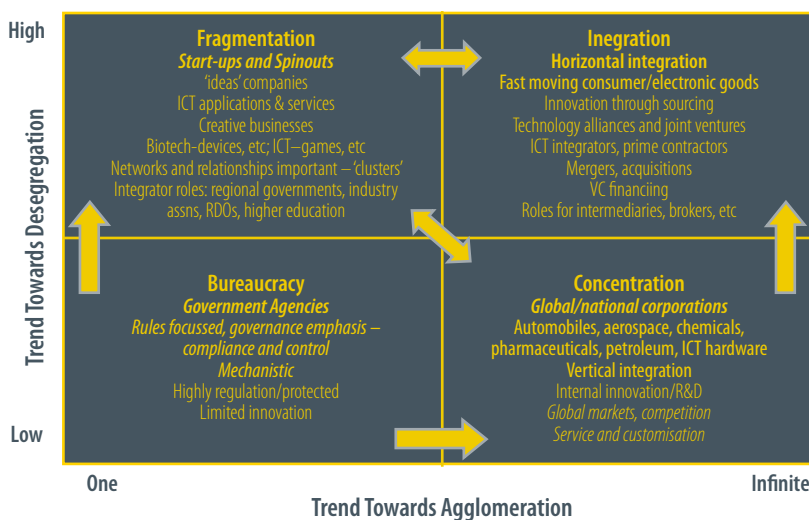 High
Fragmentation
Start-ups and Spinouts
‘ideas’ companies
ICT applications & services
Creative businesses
Biotech-devices, etc; ICT–games, etc
Networks and relationships important – ‘clusters’
Integrator roles: regional governments, industry
assns, RDOs, higher education
Inegration
Horizontal integration
Fast moving consumer/electronic goods
Innovation through sourcing
Technology alliances and joint ventures
ICT integrators, prime contractors
Mergers, acquisitions
VC financiing
Roles for intermediaries, brokers, etc
Trend Towards Desegregation
Bureaucracy
Government Agencies
Rules focussed, governance emphasis –
compliance and control
Mechanistic
Highly regulation/protected
Limited innovation
Concentration
Global/national corporations
Automobiles, aerospace, chemicals,
pharmaceuticals, petroleum, ICT hardware
Vertical integration
Internal innovation/R&D
Global markets, competition
Service and customisation
Low
One
Infinite
Trend Towards Agglomeration